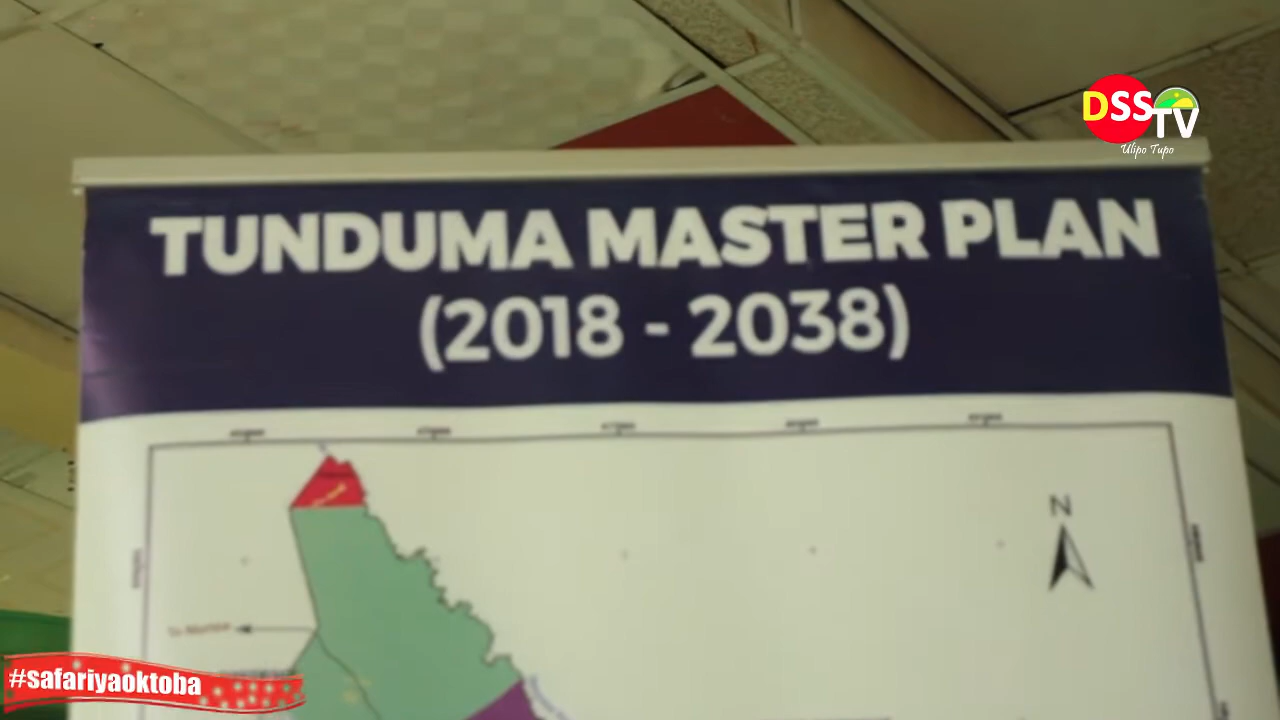 DSS
TV
Ulipo Tupo
TUNDUMA MASTER PLAN
(2018 - 2038)
N
#safariyaoktoba